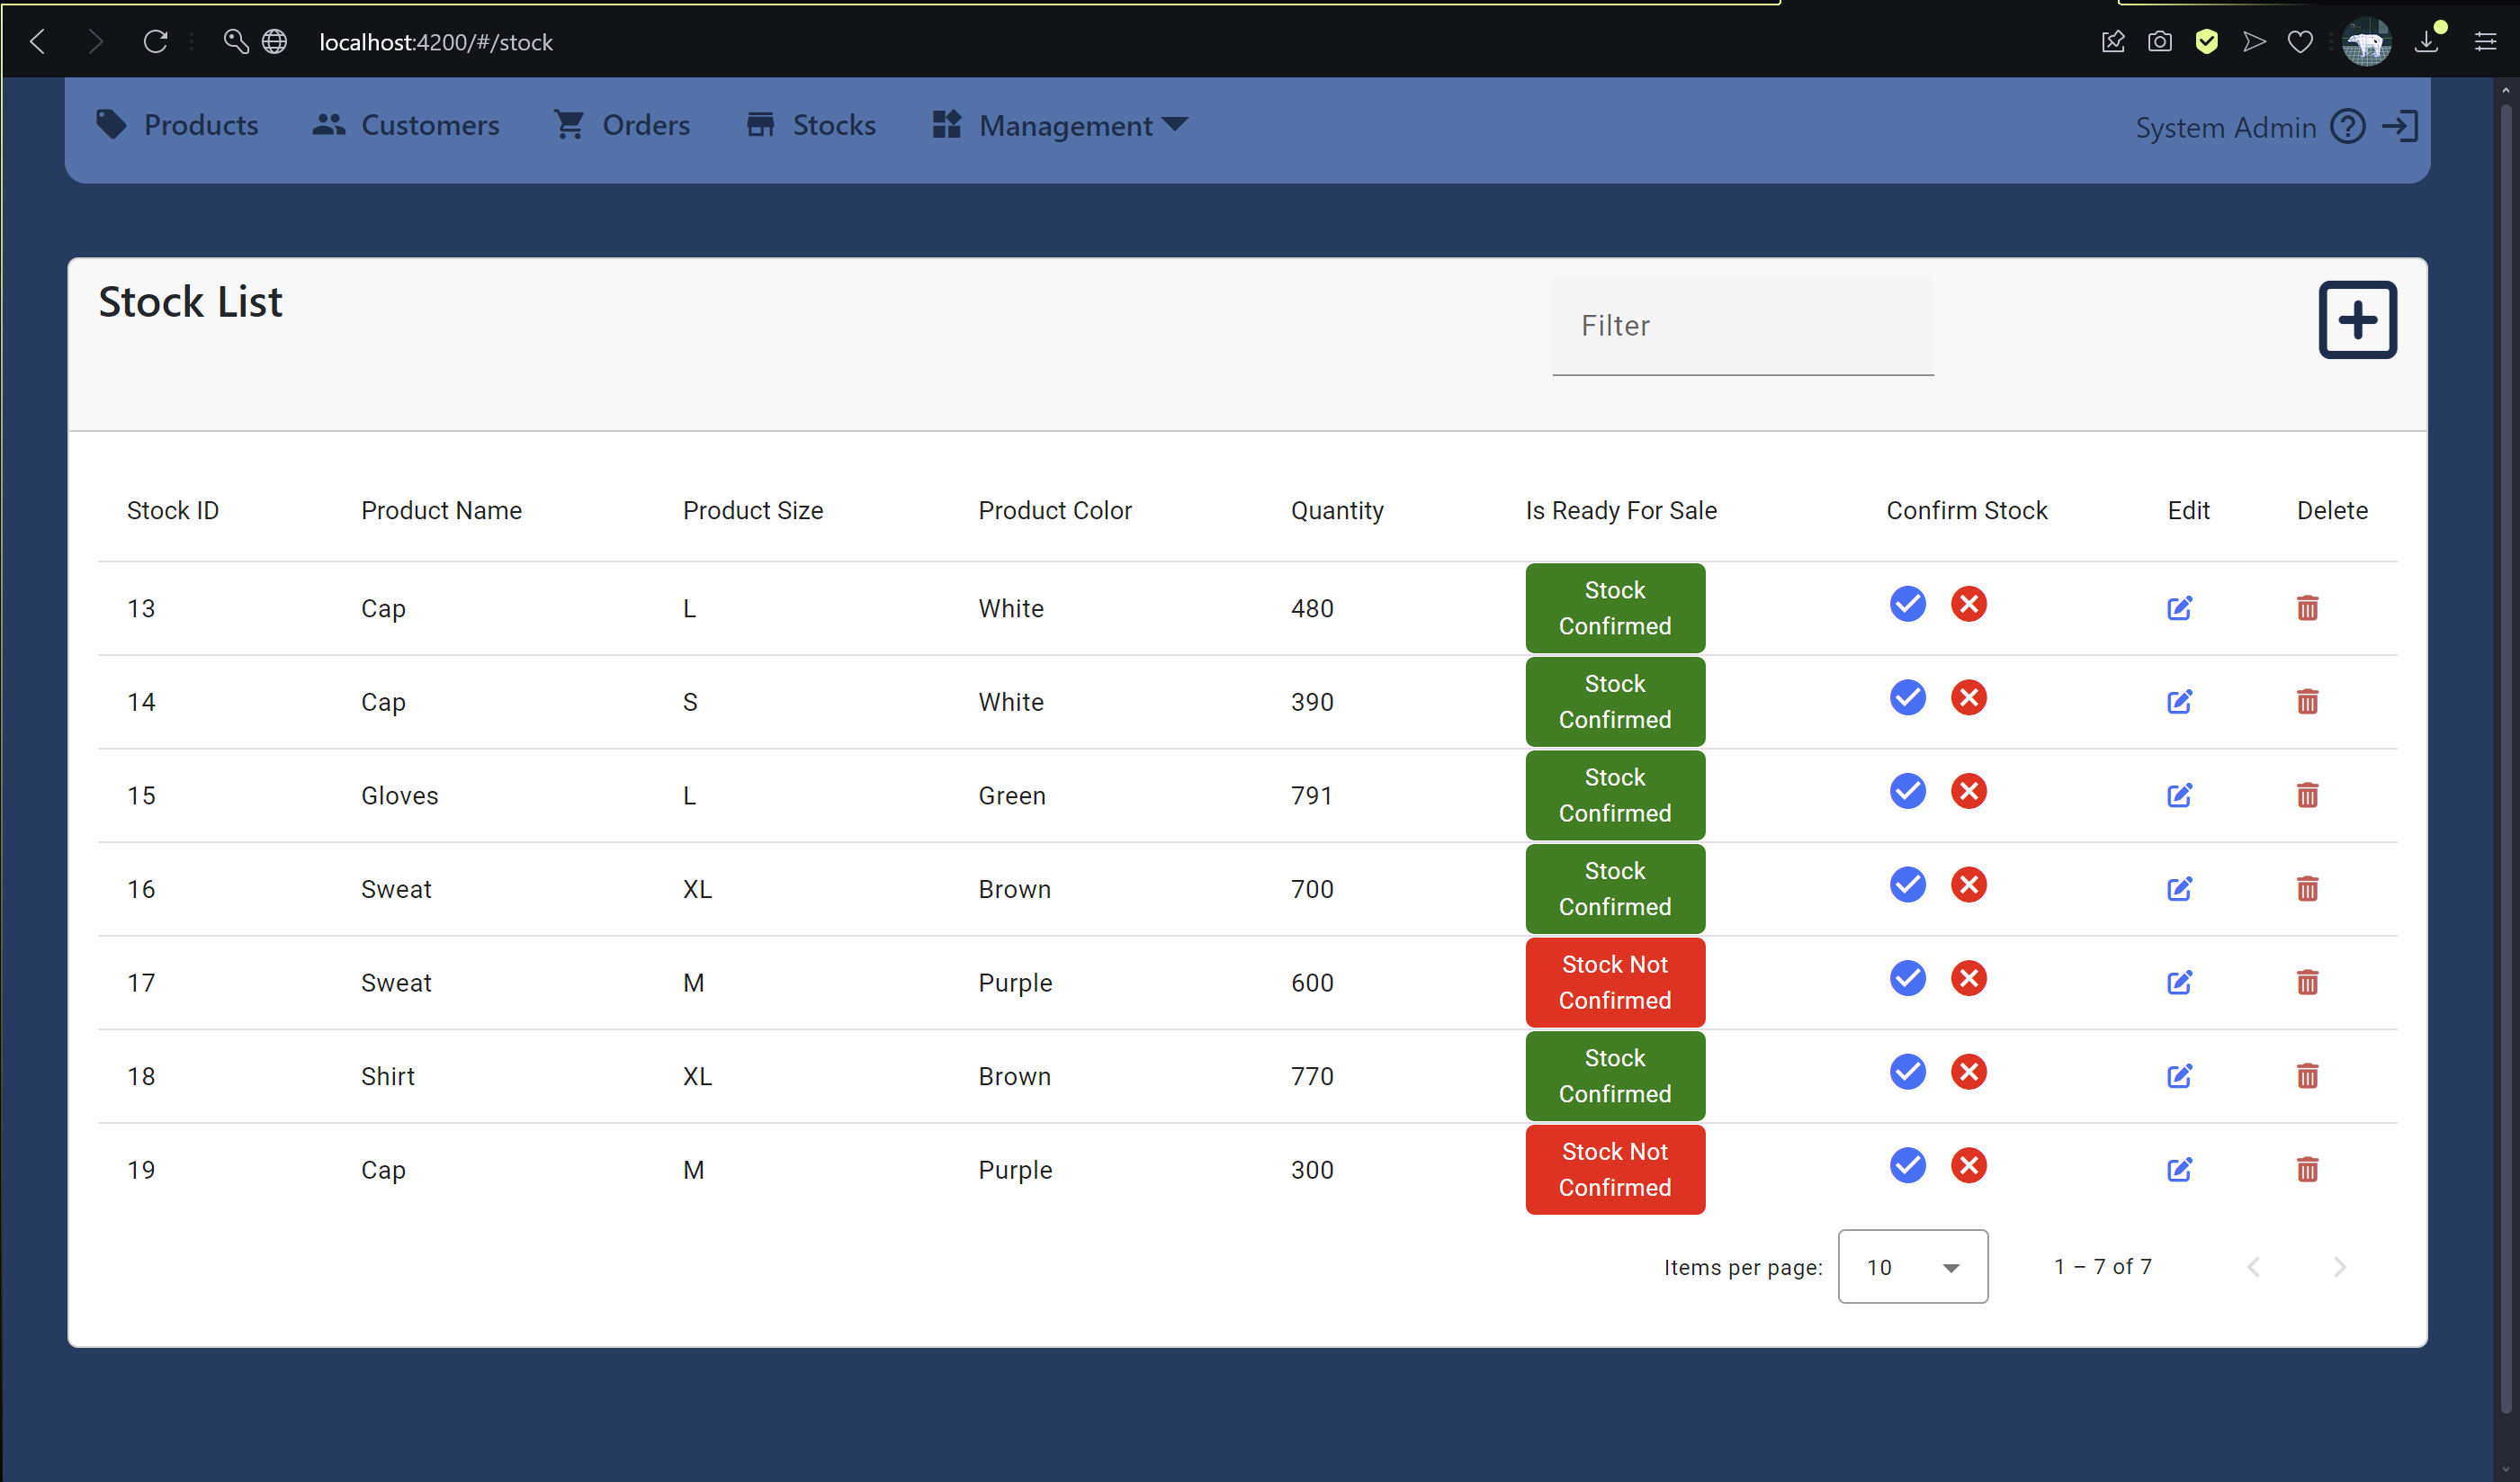 localhost:4200/#/stock
Products Customers Orders Stocks Management System Admin
Stock List
Filter
Stock ID Product Name Product Size Product Color Quantity Is Ready For Sale Confirm Stock Edit Delete
13 Cap L White 480 Stock Confirmed
14 Cap S White 390 Stock Confirmed
15 Gloves L Green 791 Stock Confirmed
16 Sweat XL Brown 700 Stock Confirmed
17 Sweat M Purple 600 Stock Not Confirmed
18 Shirt XL Brown 770 Stock Confirmed
19 Cap M Purple 300 Stock Not Confirmed
Items per page: 10 1 – 7 of 7